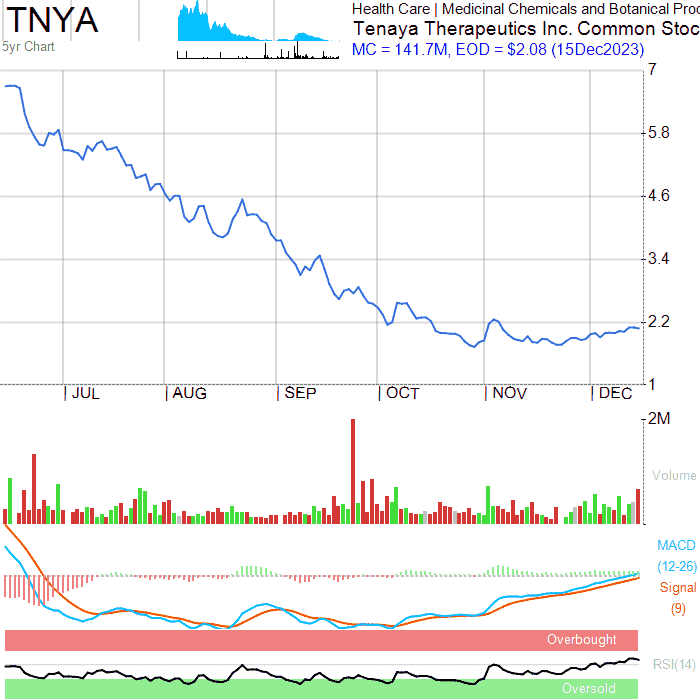 TNYA
5yr Chart
Health Care | Medicinal Chemicals and Botanical Proc
Tenaya Therapeutics Inc. Common Stoc
MC = 141.7M, EOD = $2.08 (15Dec2023)
7
5.8
4.6
3.4
2.2
1
JUL AUG SEP OCT NOV DEC
2M
Volume
MACD
(12-26)
Signal
(9)
Overbought
RSI(14)
Oversold